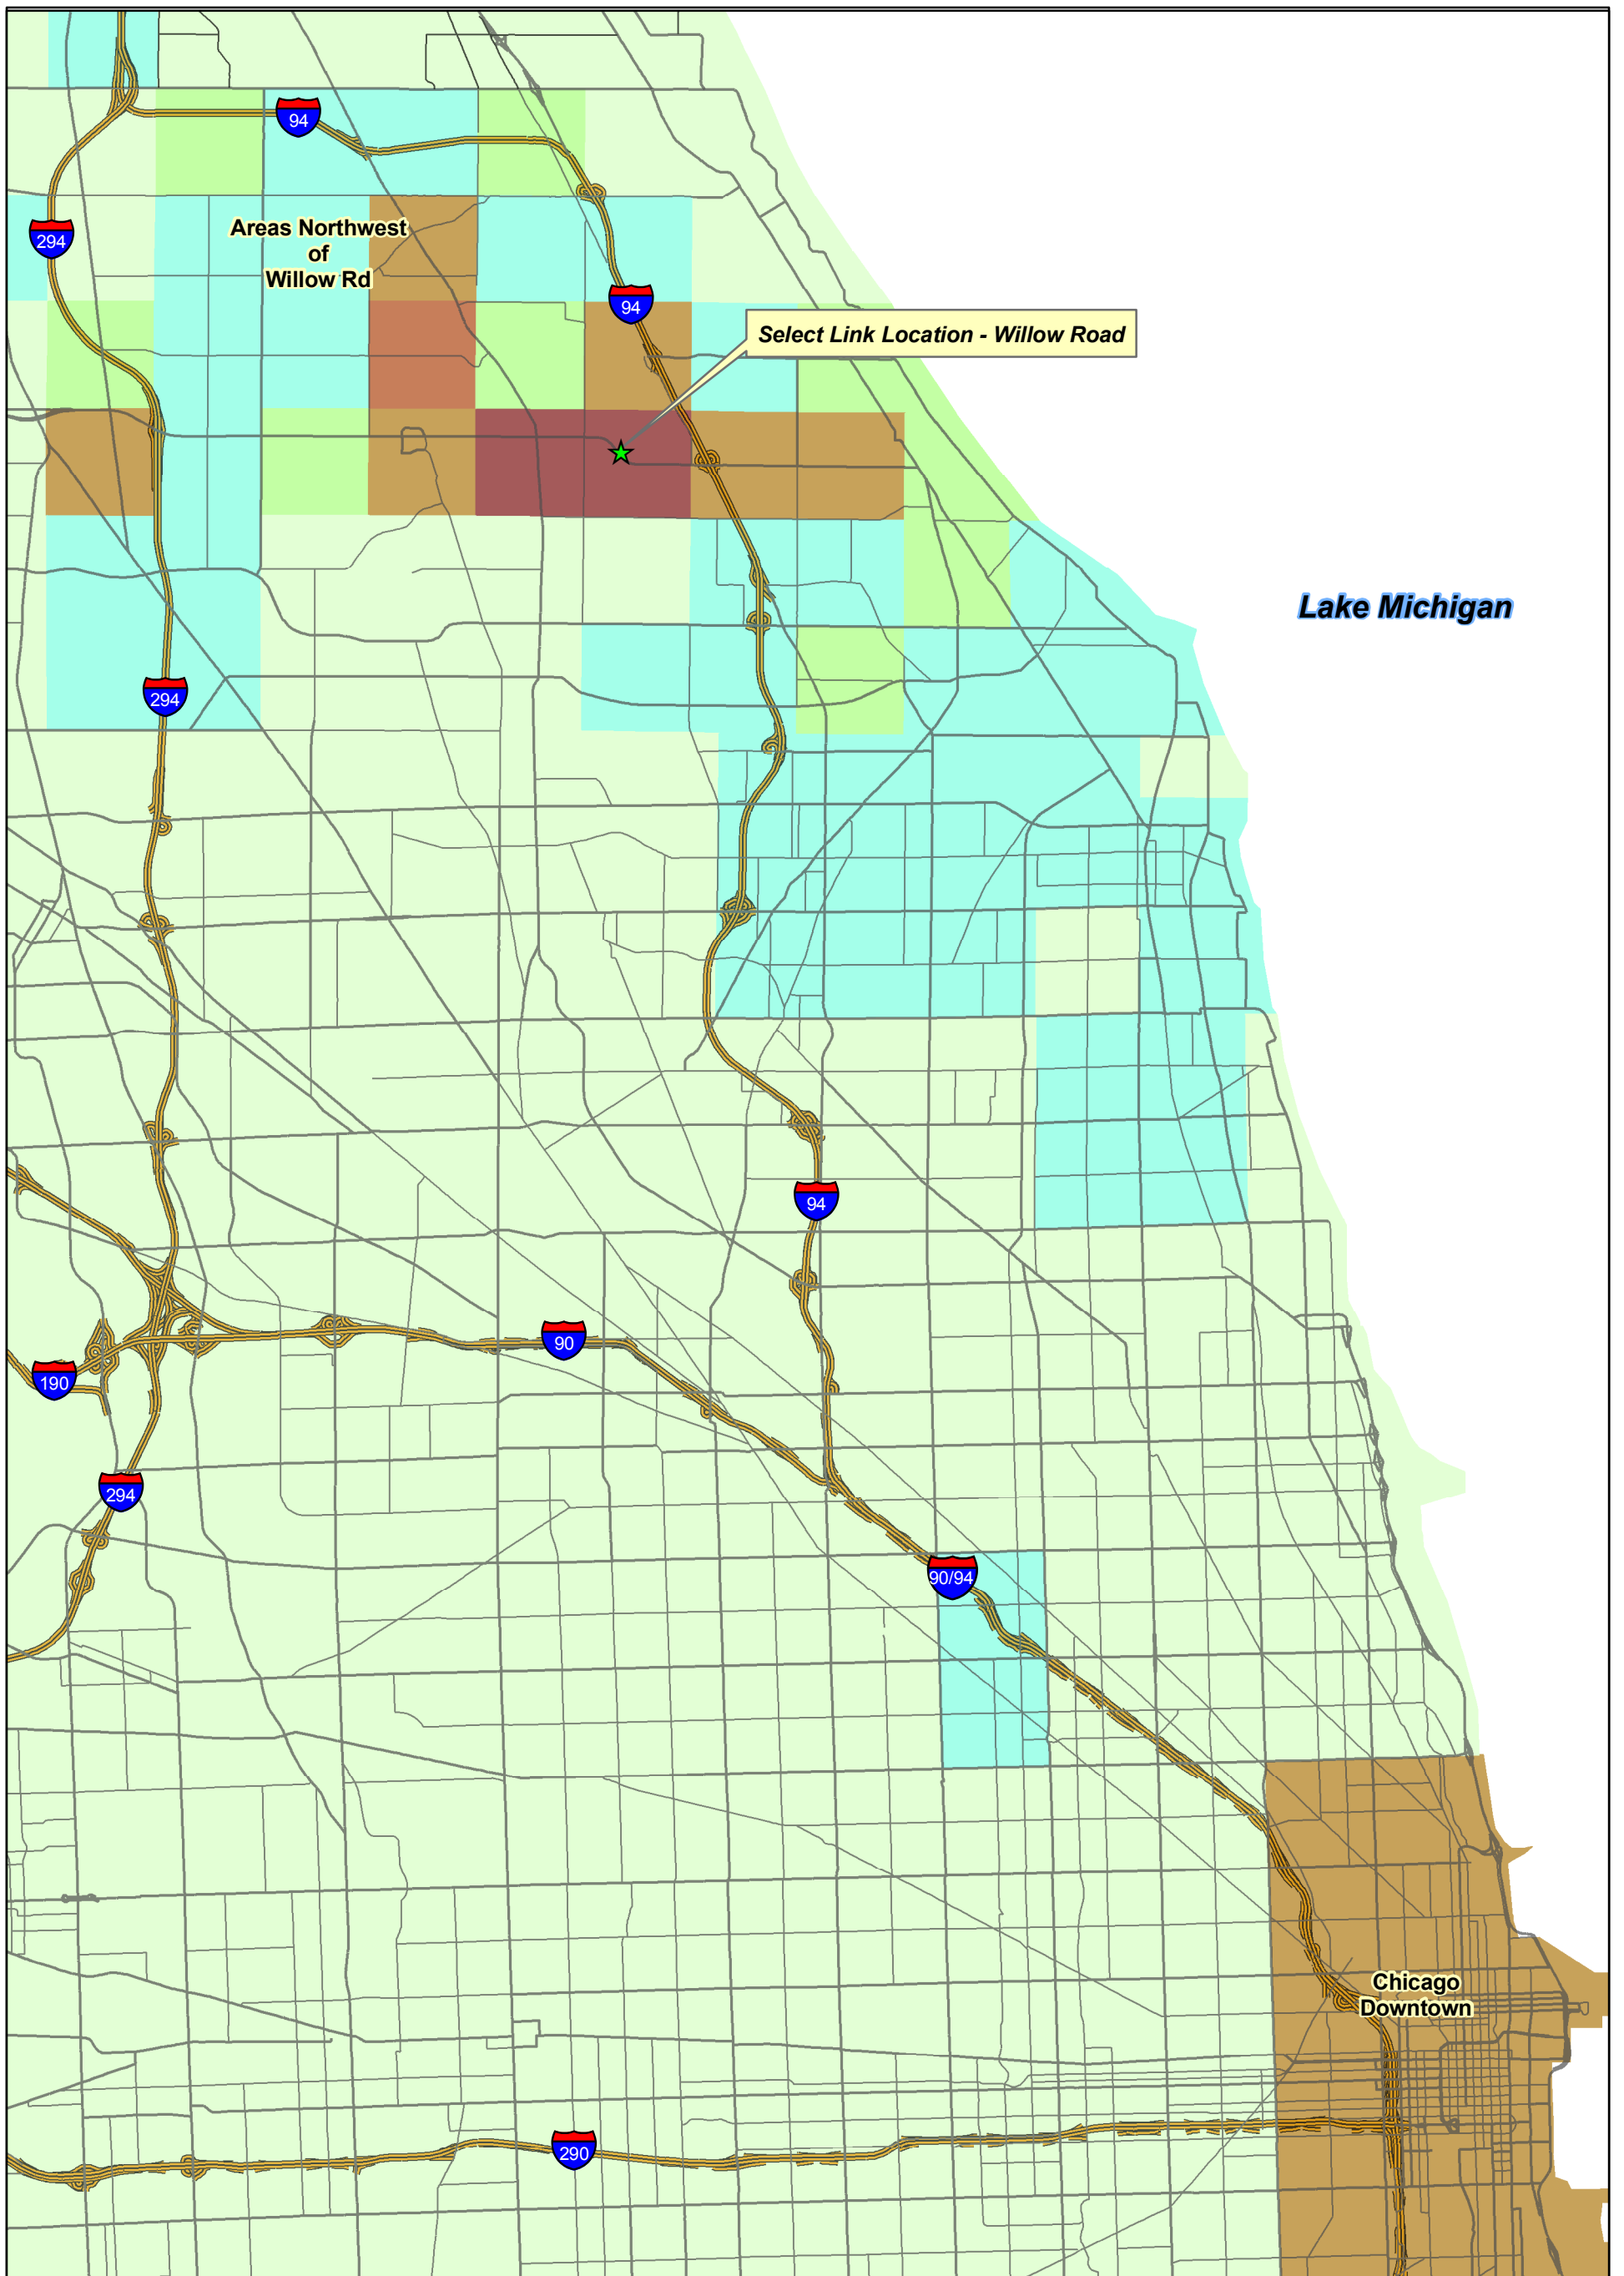 94
294
Areas Northwest
of
Willow Rd
94
Select Link Location - Willow Road
Lake Michigan
294
94
90
190
294
90/94
Chicago
Downtown
290